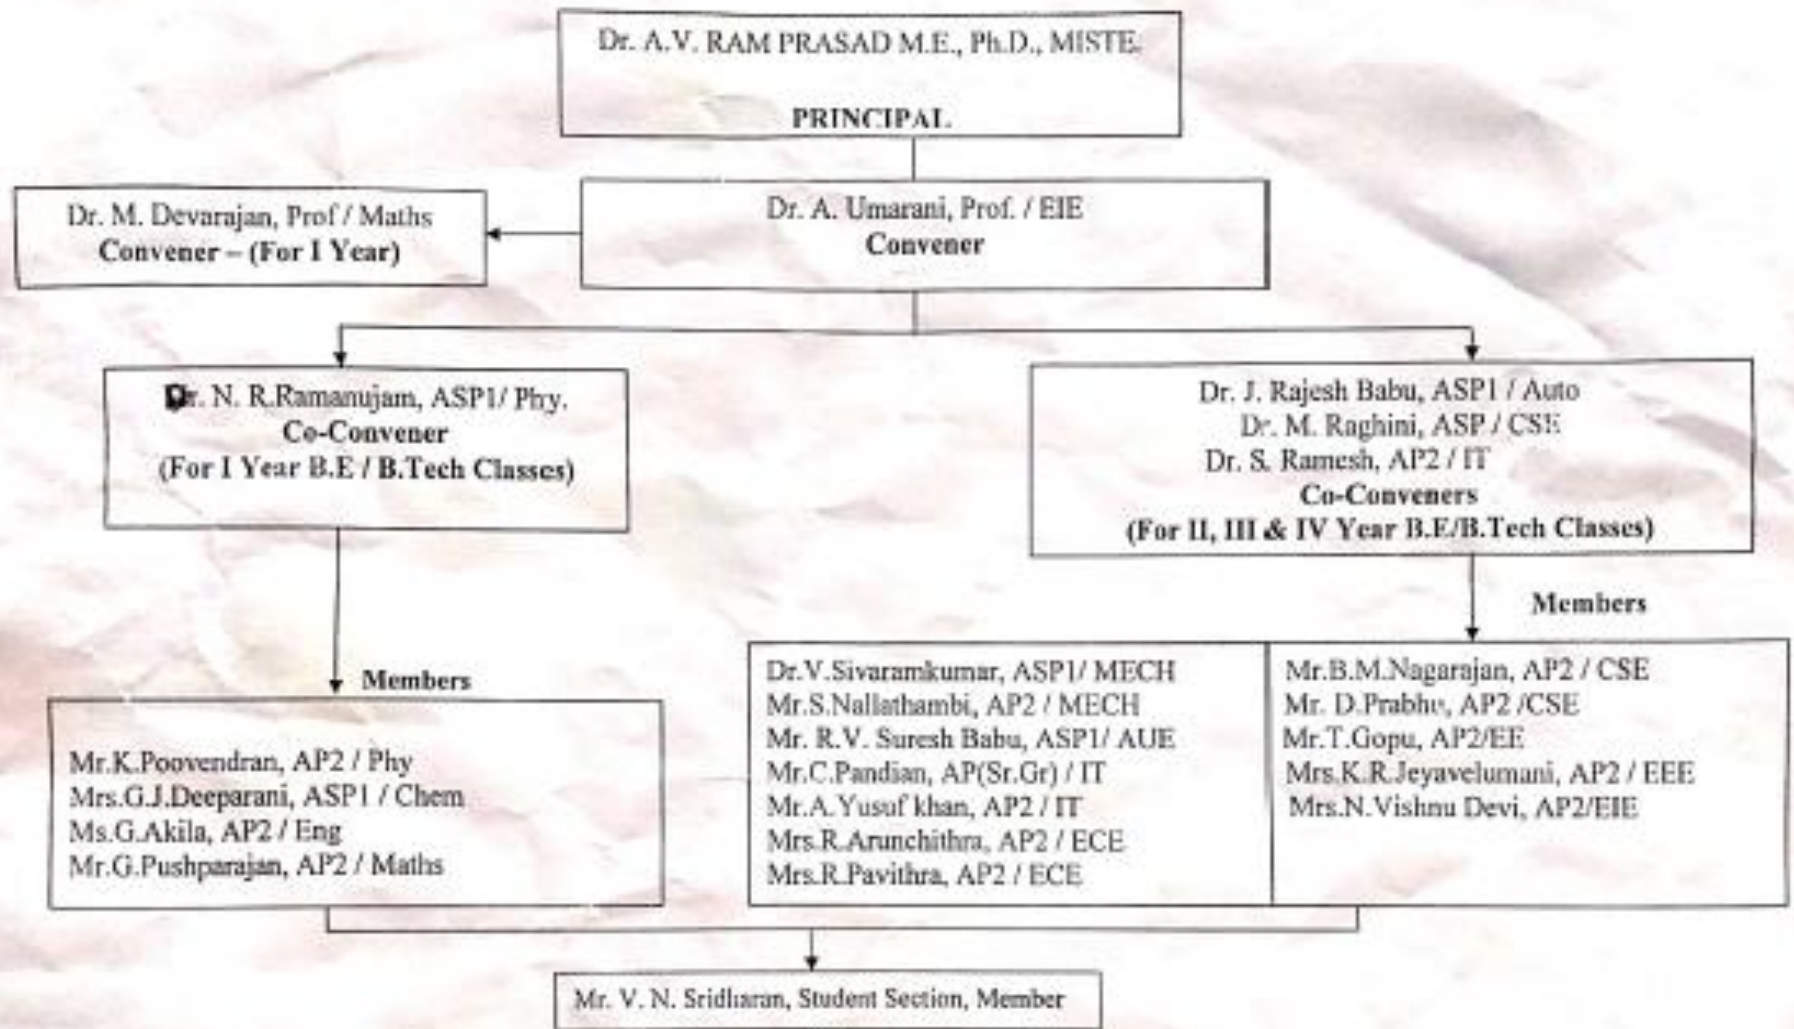 Dr. A.V. RAM PRASAD M.E., Ph.D., MISTE.
PRINCIPAL
Dr. M. Devarajan, Prof / Maths
Convener – (For I Year)
Dr. A. Umarani, Prof. / EIE
Convener
Dr. N. R.Ramanujam, ASP1/ Phy.
Co-Convener
(For I Year B.E / B.Tech Classes)
Dr. J. Rajesh Babu, ASP1 / Auto
Dr. M. Raghini, ASP / CSE
Dr. S. Ramesh, AP2 / IT
Co-Conveners
(For II, III & IV Year B.E/B.Tech Classes)
Members
Mr.K.Poovendran, AP2 / Phy
Mrs.G.J.Deeparani, ASP1 / Chem
Ms.G.Akila, AP2 / Eng
Mr.G.Pushparajan, AP2 / Maths
Members
Dr.V.Sivaramkumar, ASP1/ MECH
Mr.S.Nallathambi, AP2 / MECH
Mr. R.V. Suresh Babu, ASP1/ AUE
Mr.C.Pandian, AP(Sr.Gr) / IT
Mr.A.Yusuf khan, AP2 / IT
Mrs.R.Arunchithra, AP2 / ECE
Mrs.R.Pavithra, AP2 / ECE
Mr.B.M.Nagarajan, AP2 / CSE
Mr. D.Prabhu, AP2 /CSE
Mr.T.Gopu, AP2/EE
Mrs.K.R.Jeyavelumani, AP2 / EEE
Mrs.N.Vishnu Devi, AP2/EIE
Mr. V. N. Sridharan, Student Section, Member